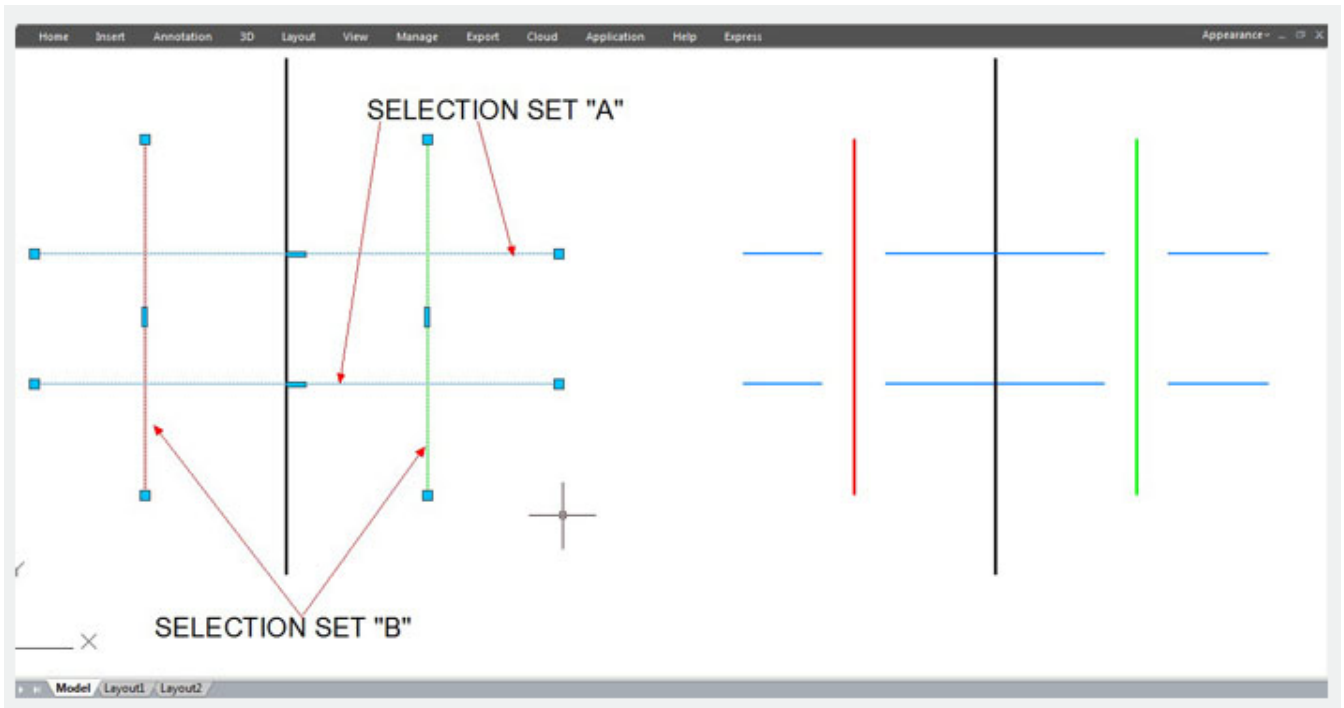 Home Insert Annotation 3D Layout View Manage Export Cloud Application Help Express Appearance
SELECTION SET "A"
SELECTION SET "B"
Y
X
Model Layout1 Layout2